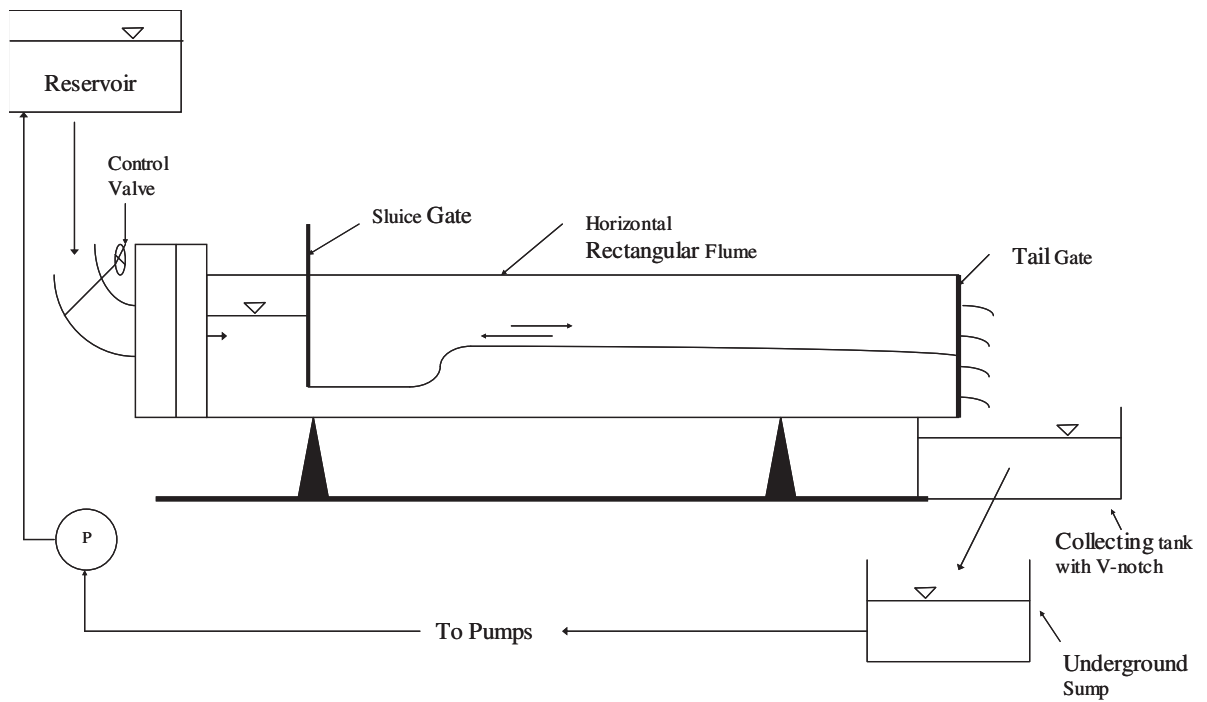 Reservoir
Control
Valve
Sluice Gate
Horizontal
Rectangular Flume
Tail Gate
P
Collecting tank
with V-notch
To Pumps
Underground
Sump